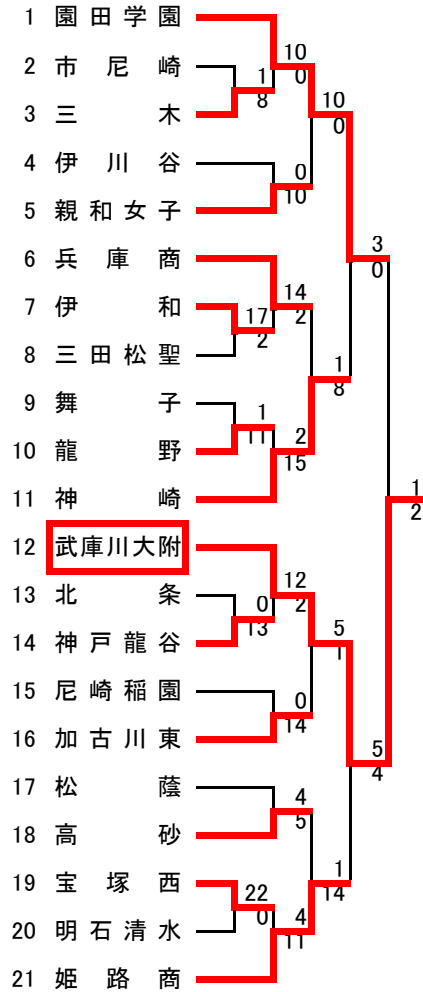 1 園田学園
2 市尼崎
3 三木
4 伊川谷
5 親和女子
6 兵庫商
7 伊和
8 三田松聖
9 舞子
10 龍野
11 神崎
12 武庫川大附
13 北条
14 神戸龍谷
15 尼崎稲園
16 加古川東
17 松蔭
18 高砂
19 宝塚西
20 明石清水
21 姫路商
1
8
17
2
1
11
0
13
22
0
10
0
0
10
14
2
2
15
12
2
0
14
4
5
4
11
10
0
1
8
5
1
1
14
3
0
5
4
1
2